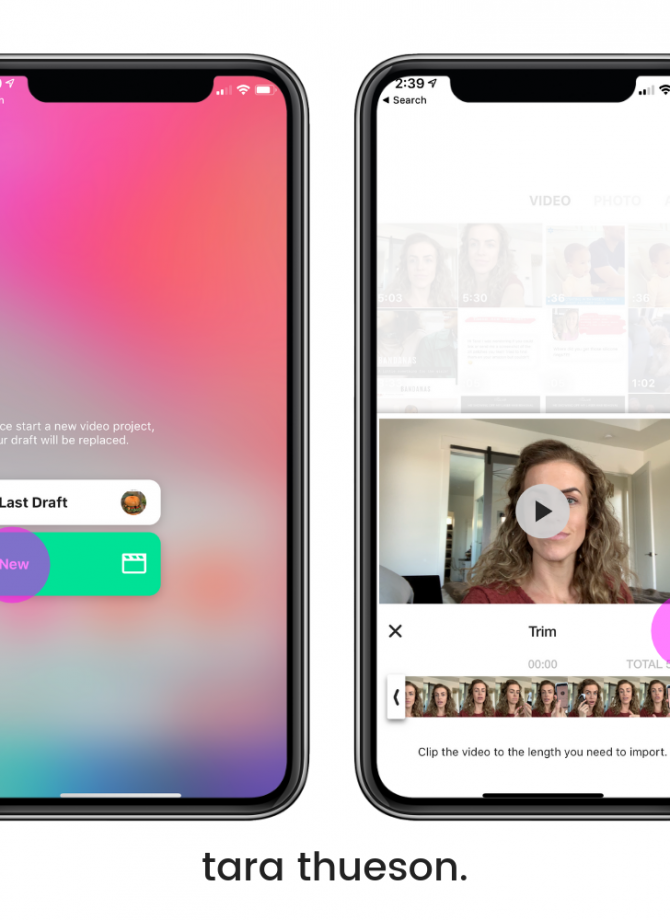 2:39
Search
VIDEO PHOTO
5:03
5:30
:36
:36
1:02
ce start a new video project,
ur draft will be replaced.
Last Draft
New
Trim
00:00 TOTAL
Clip the video to the length you need to import.
tara thueson.